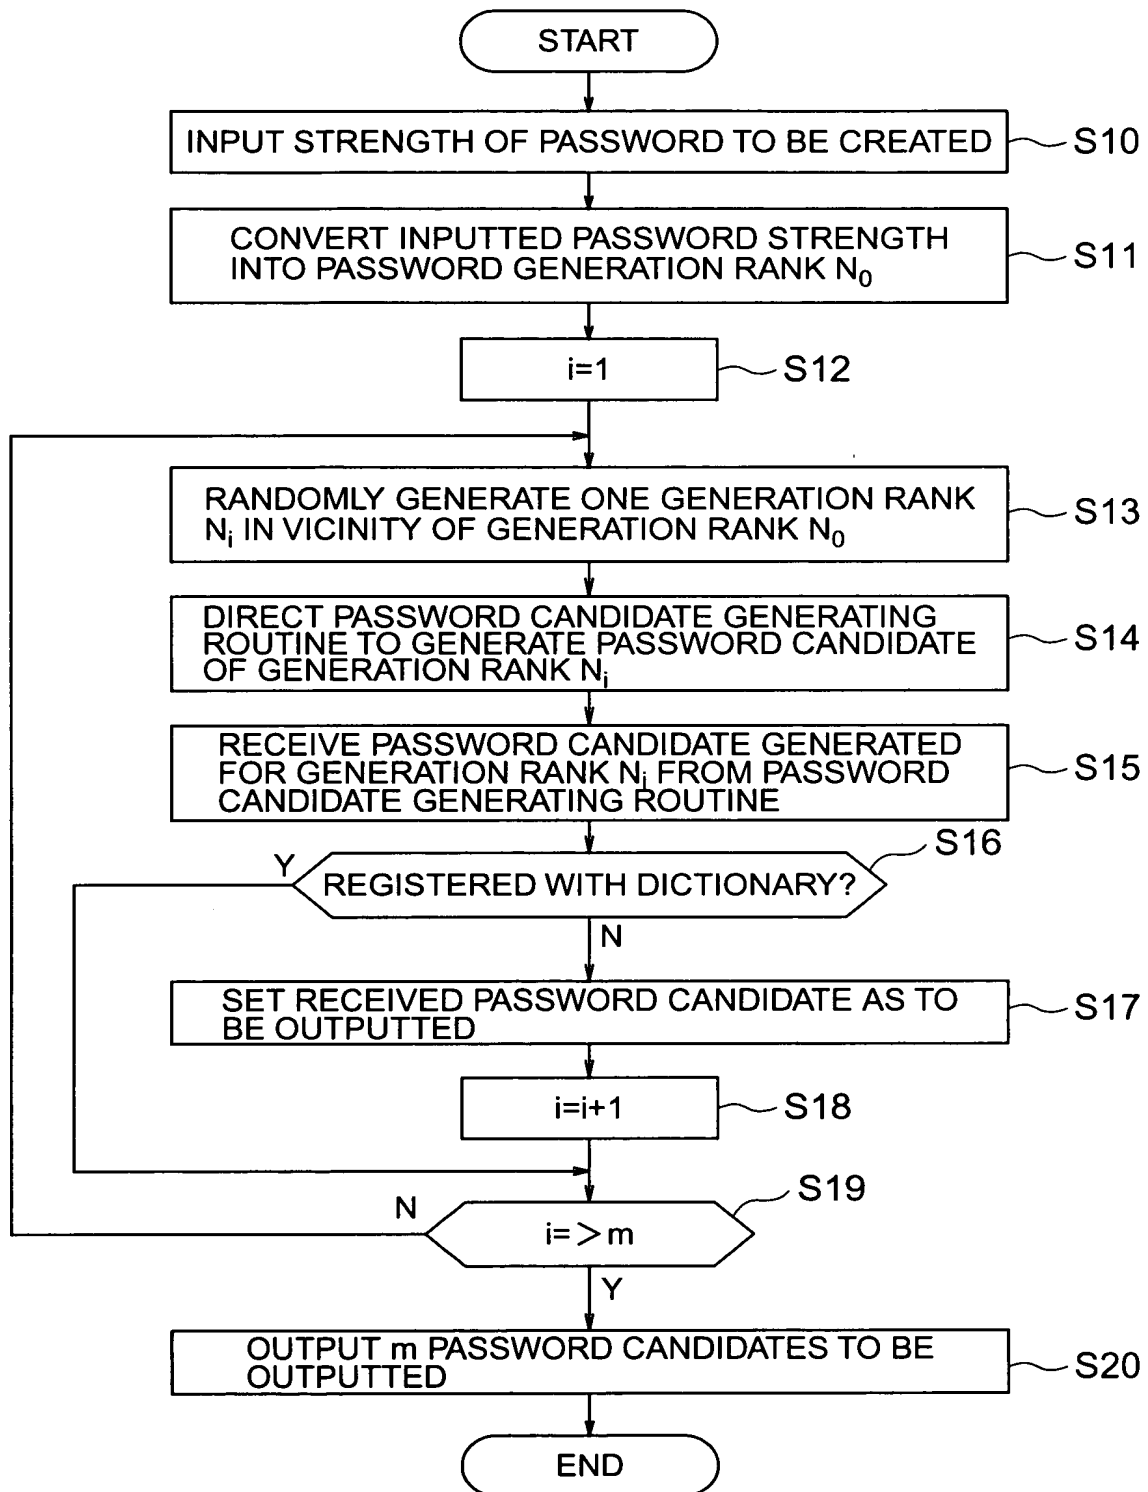 START
INPUT STRENGTH OF PASSWORD TO BE CREATED
S10
CONVERT INPUTTED PASSWORD STRENGTH
INTO PASSWORD GENERATION RANK N₀
S11
i=1
S12
RANDOMLY GENERATE ONE GENERATION RANK
Nᵢ IN VICINITY OF GENERATION RANK N₀
S13
DIRECT PASSWORD CANDIDATE GENERATING
ROUTINE TO GENERATE PASSWORD CANDIDATE
OF GENERATION RANK Nᵢ
S14
RECEIVE PASSWORD CANDIDATE GENERATED
FOR GENERATION RANK Nᵢ FROM PASSWORD
CANDIDATE GENERATING ROUTINE
S15
S16
Y
REGISTERED WITH DICTIONARY?
N
SET RECEIVED PASSWORD CANDIDATE AS TO
BE OUTPUTTED
S17
i=i+1
S18
S19
N
i=>m
Y
OUTPUT m PASSWORD CANDIDATES TO BE
OUTPUTTED
S20
END